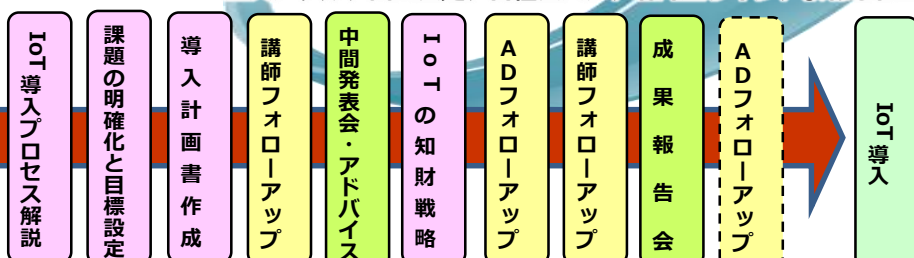 IoT導入プロセス解説
課題の明確化と目標設定
導入計画書作成
講師フォローアップ
中間発表会・アドバイス
IoTの知財戦略
ADフォローアップ
講師フォローアップ
成果報告会
ADフォローアップ
IoT導入